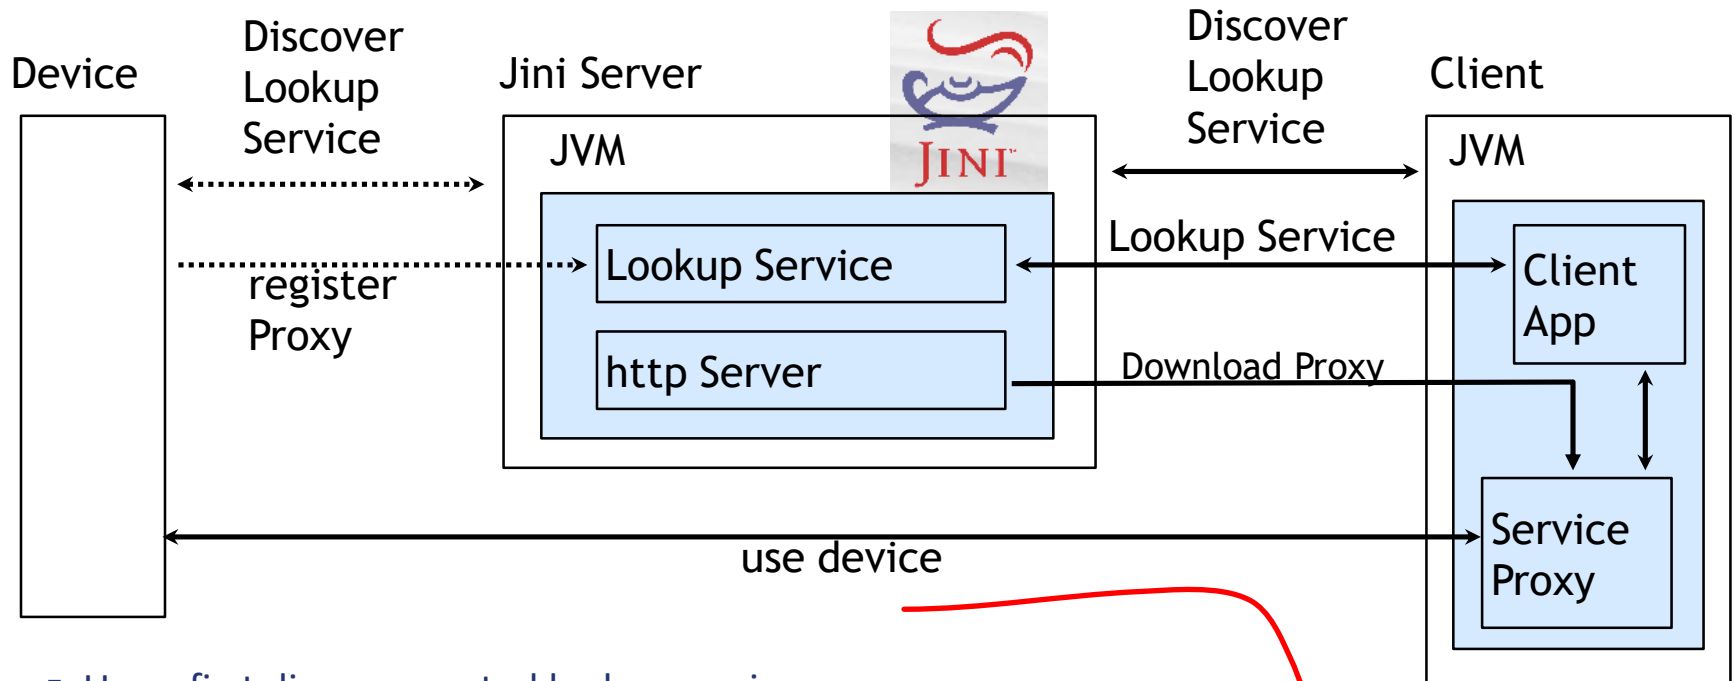 Device
Discover
Lookup
Service
Jini Server
JINI™
Discover
Lookup
Service
Client
JVM
JVM
Lookup Service
Lookup Service
Client
App
register
Proxy
http Server
Download Proxy
use device
Service
Proxy